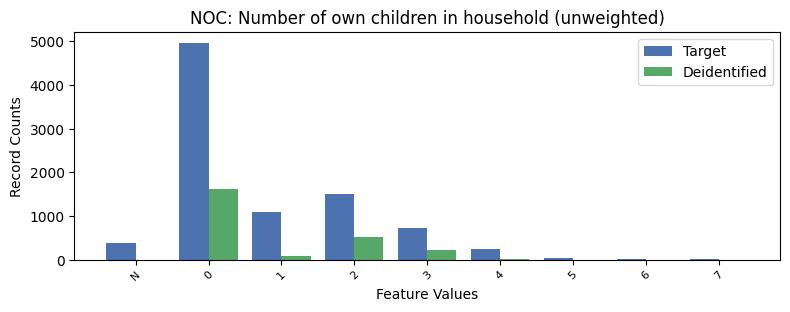 NOC: Number of own children in household (unweighted)
Target
Deidentified
Record Counts
5000
4000
3000
2000
1000
0
N 0 1 2 3 4 5 6 7
Feature Values